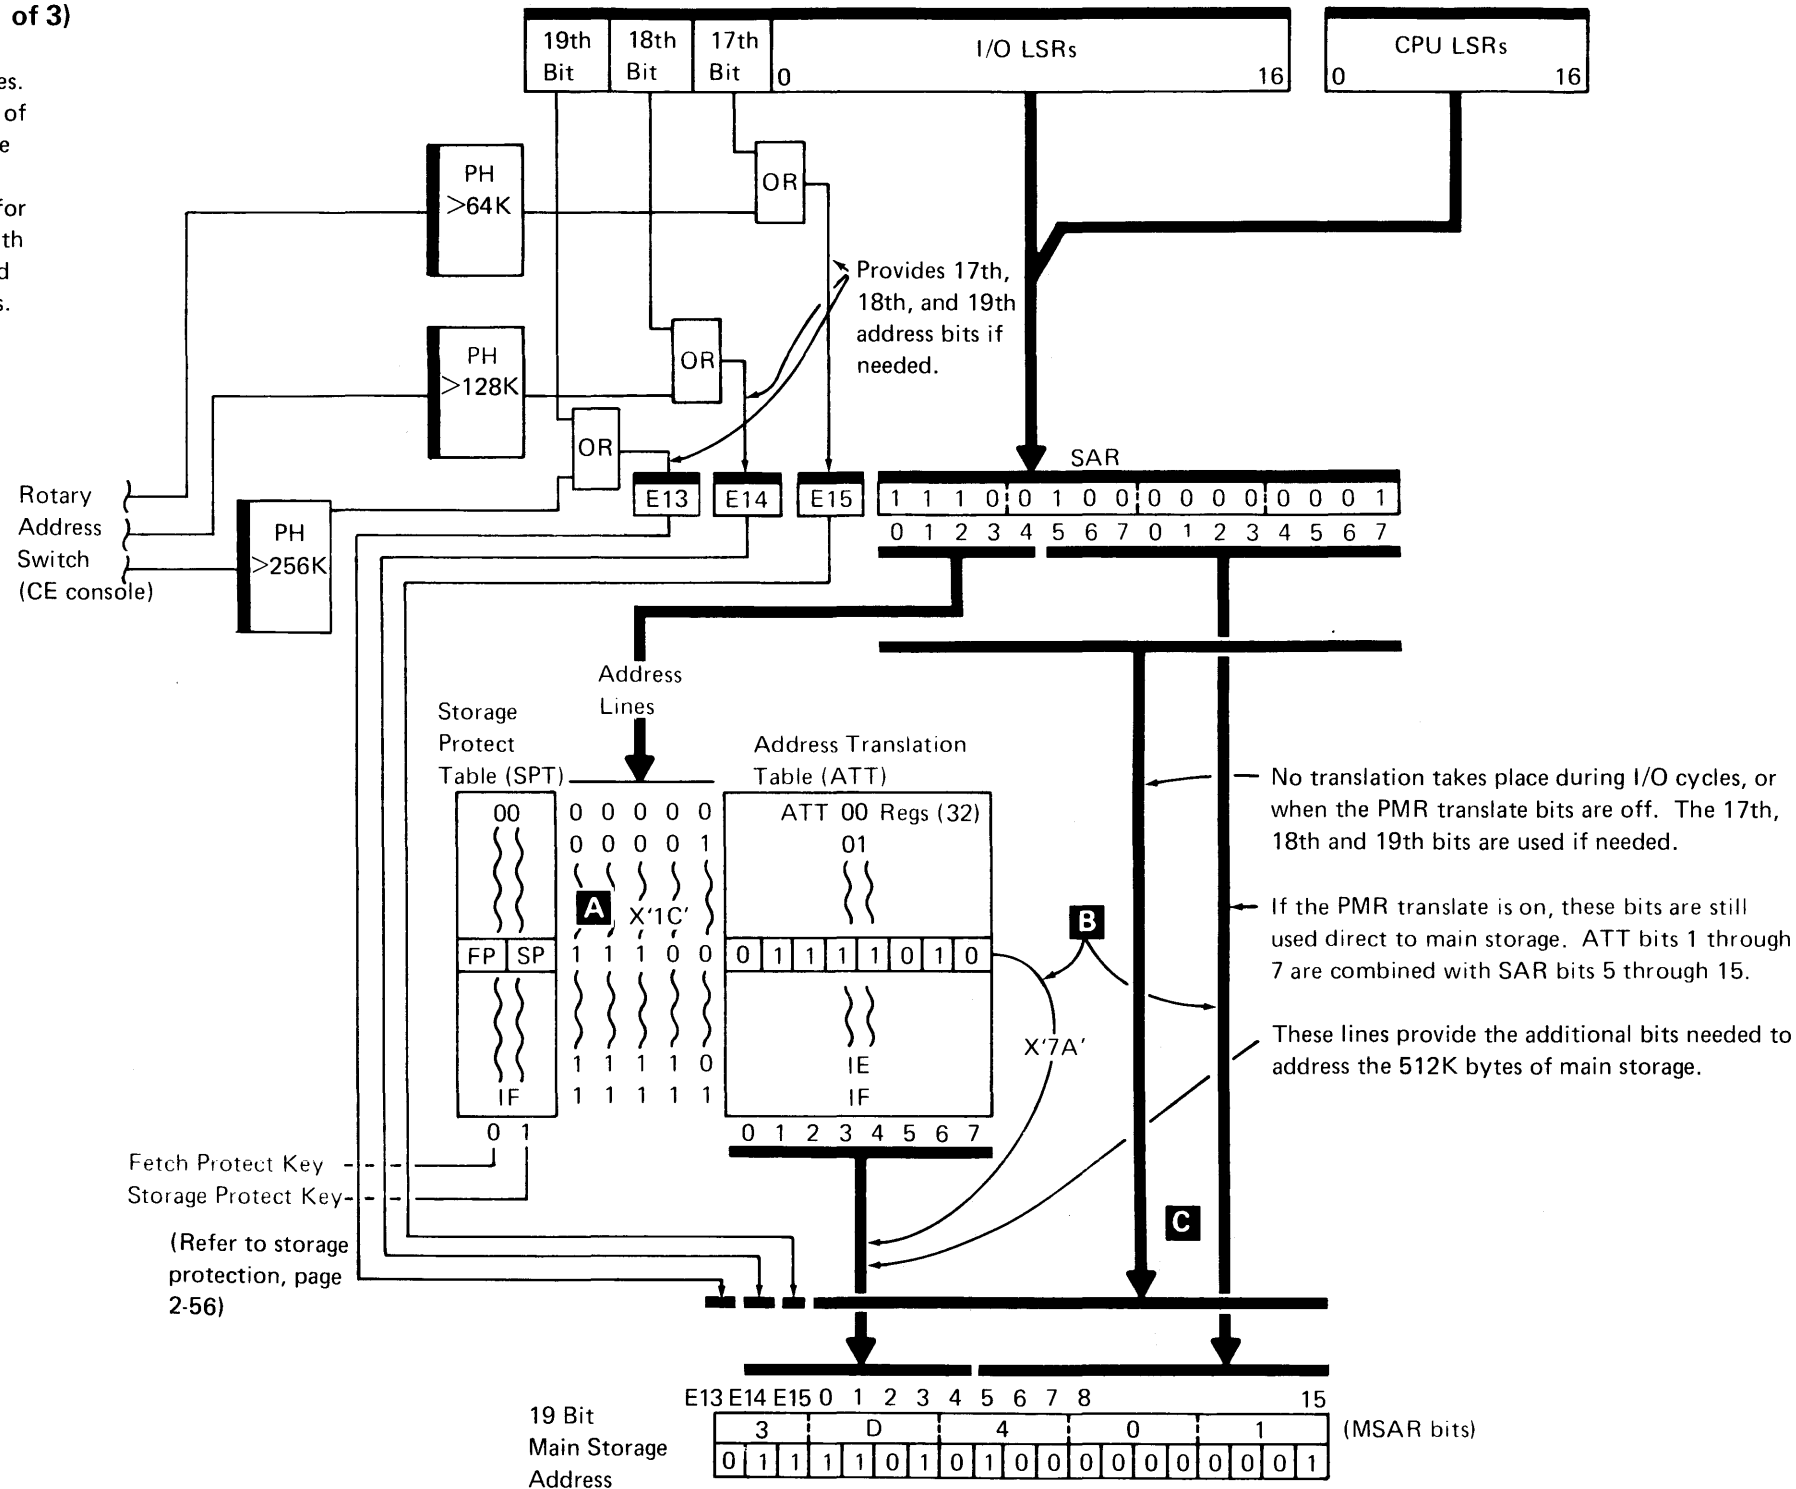 of 3)
es.
of
e
for
th
d
s.
19th Bit
18th Bit
17th Bit
0 I/O LSRs 16
CPU LSRs
0 16
PH
>64K
OR
Provides 17th,
18th, and 19th
address bits if
needed.
PH
>128K
OR
OR
Rotary
Address
Switch
(CE console)
PH
>256K
E13
E14
E15
SAR
1 1 1 0 0 1 0 0 0 0 0 0 0 0 0 1
0 1 2 3 4 5 6 7 0 1 2 3 4 5 6 7
Address
Lines
Storage
Protect
Table (SPT)
Address Translation
Table (ATT)
00
0 0 0 0 0
ATT 00 Regs (32)
0 0 0 0 1
01
A
X'1C'
FP SP
1 1 1 0 0
0 1 1 1 1 0 1 0
B
X'7A'
1 1 1 1 0
IE
IF
1 1 1 1 1
IF
0 1
0 1 2 3 4 5 6 7
No translation takes place during I/O cycles, or
when the PMR translate bits are off. The 17th,
18th and 19th bits are used if needed.
If the PMR translate is on, these bits are still
used direct to main storage. ATT bits 1 through
7 are combined with SAR bits 5 through 15.
These lines provide the additional bits needed to
address the 512K bytes of main storage.
Fetch Protect Key
Storage Protect Key
(Refer to storage
protection, page
2-56)
C
E13 E14 E15 0 1 2 3 4 5 6 7 8 15
19 Bit
Main Storage
Address
3 D 4 0 1
(MSAR bits)
0 1 1 1 1 0 1 0 1 0 0 0 0 0 0 0 0 0 1